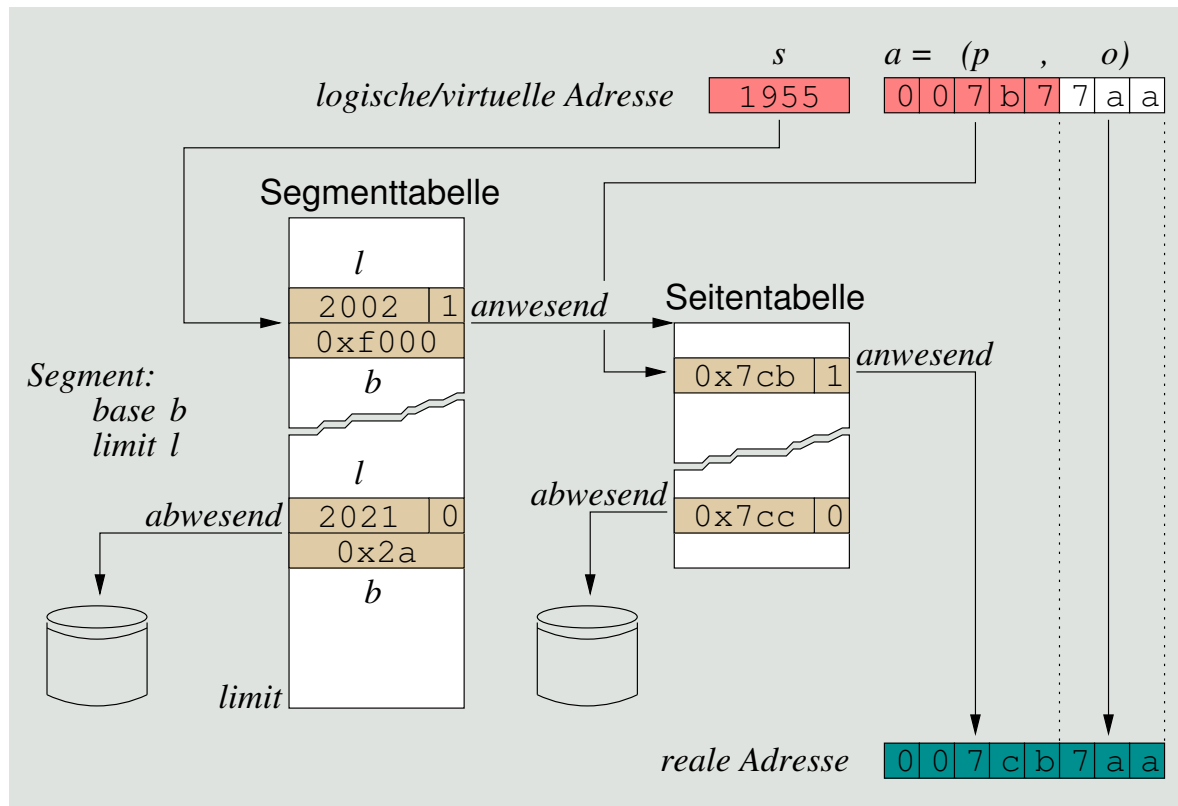 s a = (p , o)
logische/virtuelle Adresse 1955 0 0 7 b 7 7 a a
Segmenttabelle
l
2002 1 anwesend
0xf000
b
Seitentabelle
0x7cb 1 anwesend
Segment:
base b
limit l
l
abwesend 2021 0
0x2a
b
abwesend 0x7cc 0
limit
reale Adresse 0 0 7 c b 7 a a